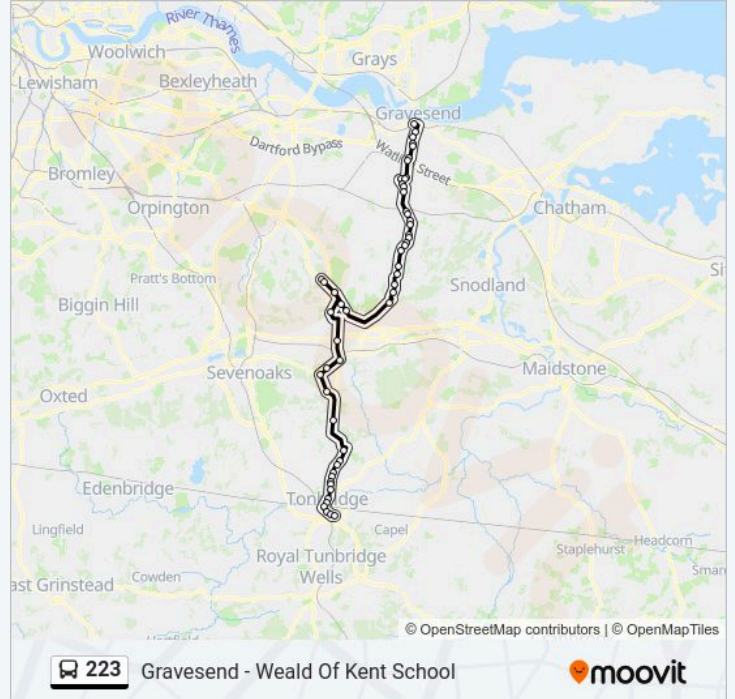 River Thames
Woolwich
Grays
Lewisham
Bexleyheath
Gravesend
Dartford Bypass
Street
Bromley
Orpington
Chatham
Pratt's Bottom
Si
Snodland
Biggin Hill
Sevenoaks
Maidstone
Oxted
Edenbridge
Tonbridge
Lingfield
Capel
Headcorn
Staplehurst
Royal Tunbridge
Wells
Smar
Cowden
ast Grinstead
© OpenStreetMap contributors | © OpenMapTiles
223 Gravesend - Weald Of Kent School
moovit